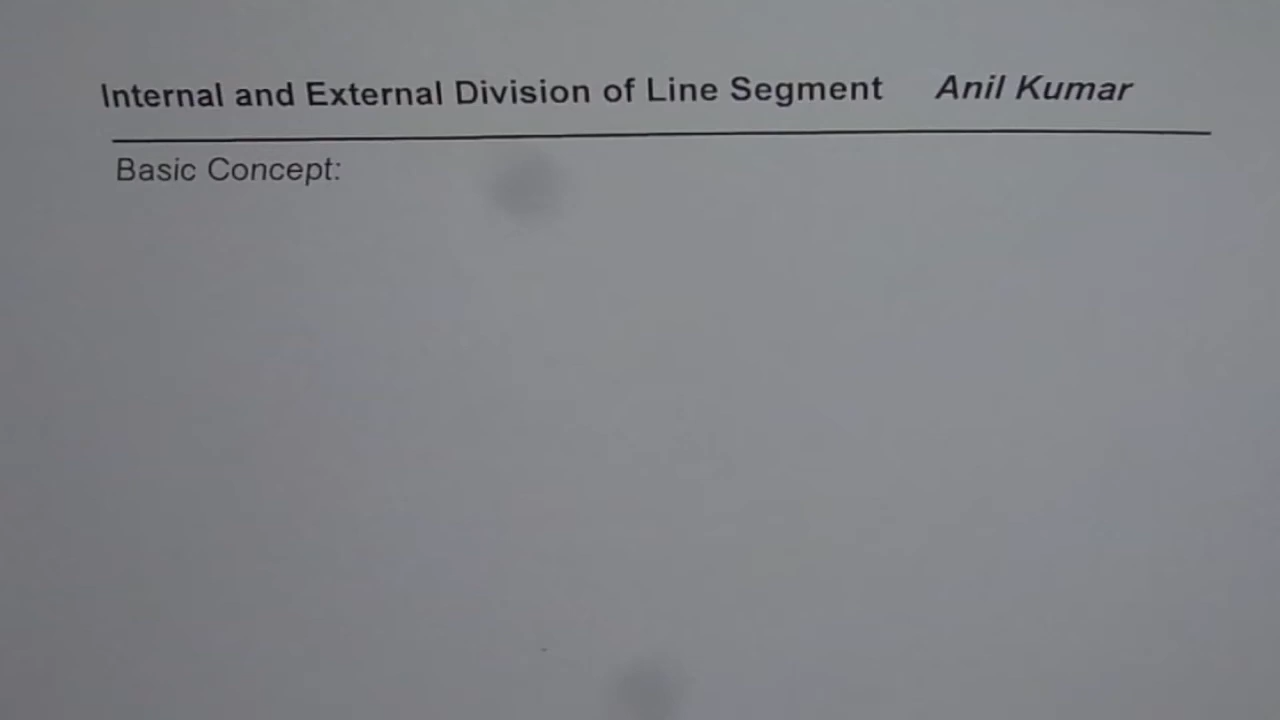 Internal and External Division of Line Segment Anil Kumar
Basic Concept: